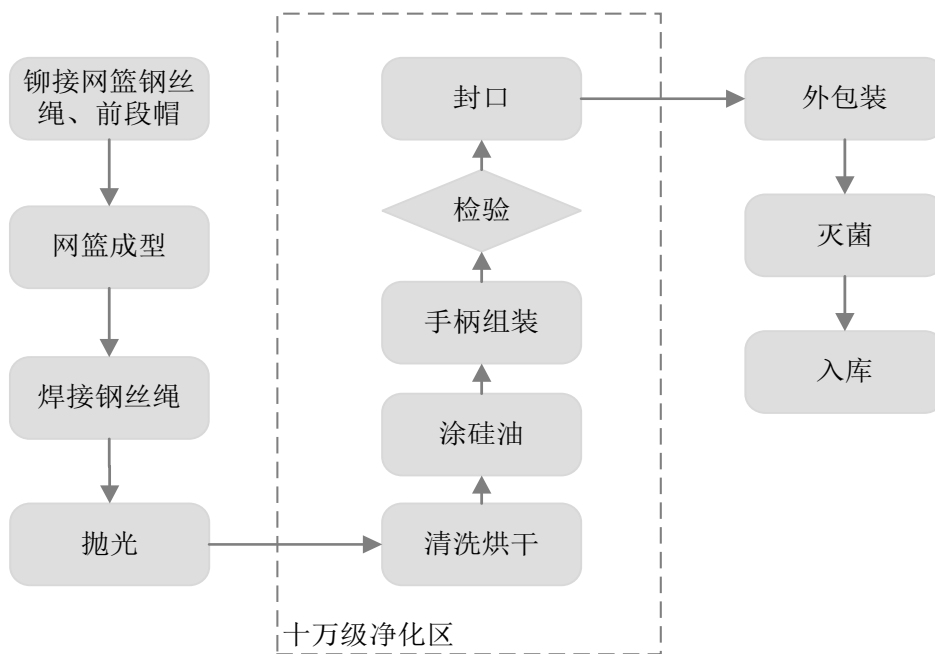 铆接网篮钢丝
绳、前段帽
网篮成型
焊接钢丝绳
抛光
封口
检验
手柄组装
涂硅油
清洗烘干
十万级净化区
外包装
灭菌
入库